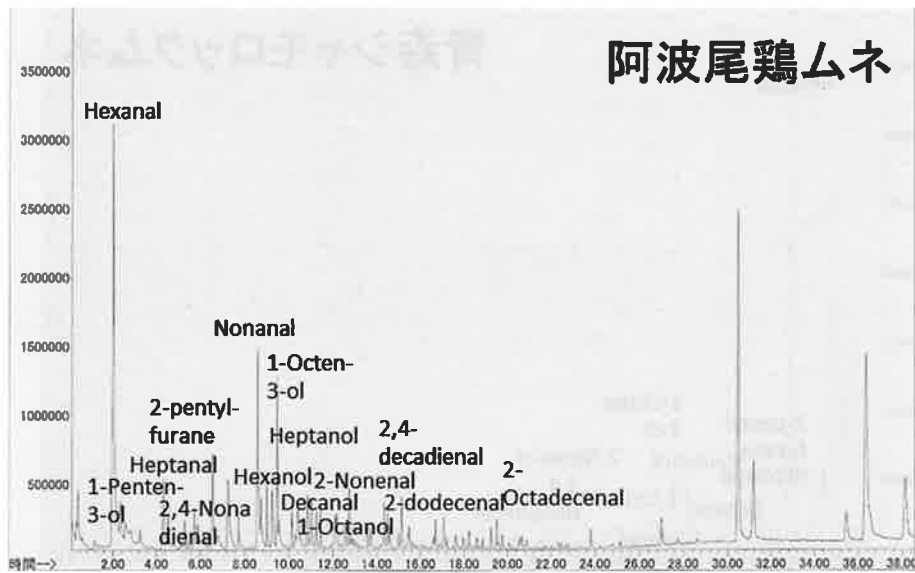 阿波尾鶏ムネ
3500000
Hexanal
3000000
2500000
2000000
Nonanal
1500000
1-Octen-
3-ol
1000000
2-pentyl-
furane
Heptanol
2,4-
decadienal
Heptanal
Hexanol
2-Nonenal
2-
Octadecenal
500000
1-Penten-
3-ol
2,4-Nona
dienal
Decanal
1-Octanol
2-dodecenal
時間-->
2.00 4.00 6.00 8.00 10.00 12.00 14.00 16.00 18.00 20.00 22.00 24.00 26.00 28.00 30.00 32.00 34.00 36.00 38.00